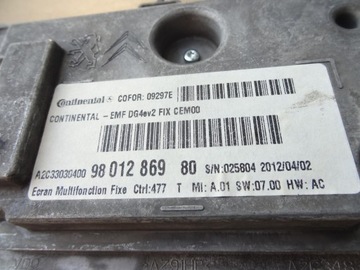 Continental COFOR: 09297E
CONTINENTAL - EMF DG4ev2 FIX CEM00
A2C33030400 98 012 869 80 S/N:025804 2012/04/02
Ecran Multifonction Fixe Ctrl:477 T MI: A.01 SW:07.00 HW: AC